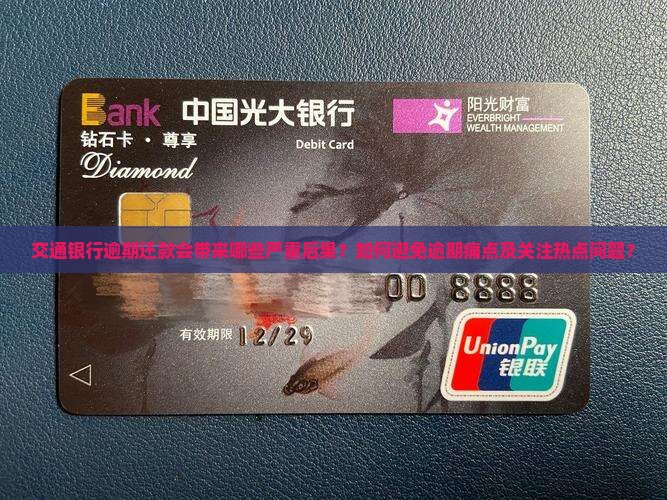 Bank 中国光大银行
阳光财富
EVERBRIGHT
WEALTH MANAGEMENT
钻石卡 · 尊享
Debit Card
Diamond
交通银行逾期还款会带来哪些严重后果？如何避免逾期痛点及关注热点问题？
00 8888
有效期限 12/29
UnionPay
银联